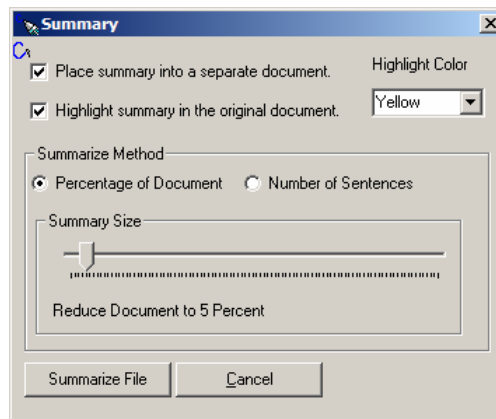 Summary
Place summary into a separate document.
Highlight Color
Highlight summary in the original document.
Yellow
Summarize Method
Percentage of Document
Number of Sentences
Summary Size
Reduce Document to 5 Percent
Summarize File
Cancel